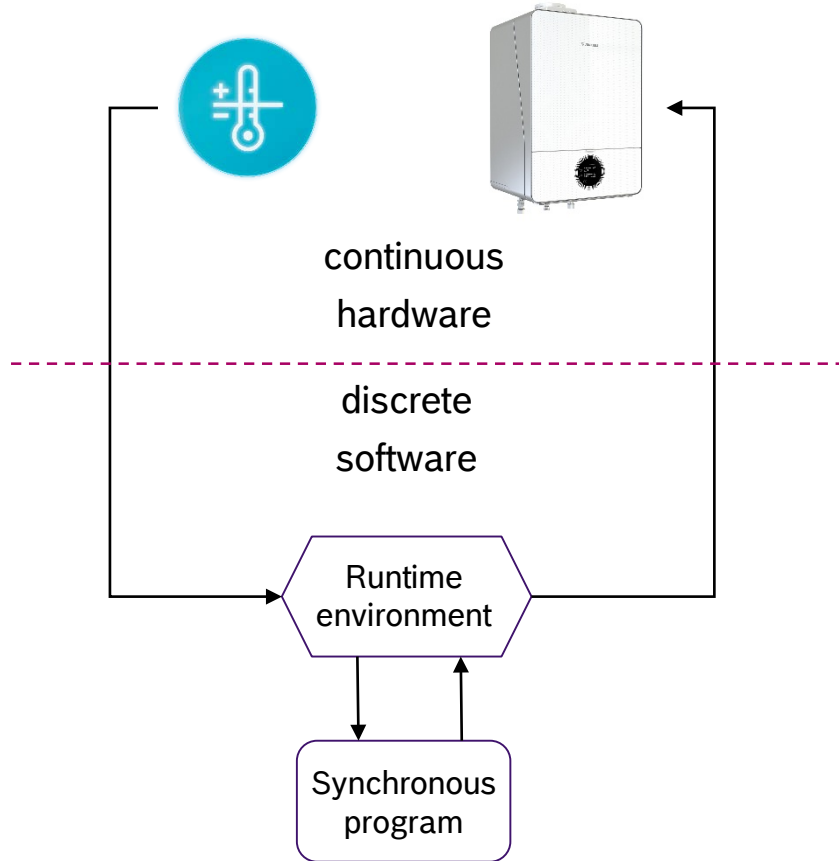 continuous
hardware
discrete
software
Runtime
environment
Synchronous
program